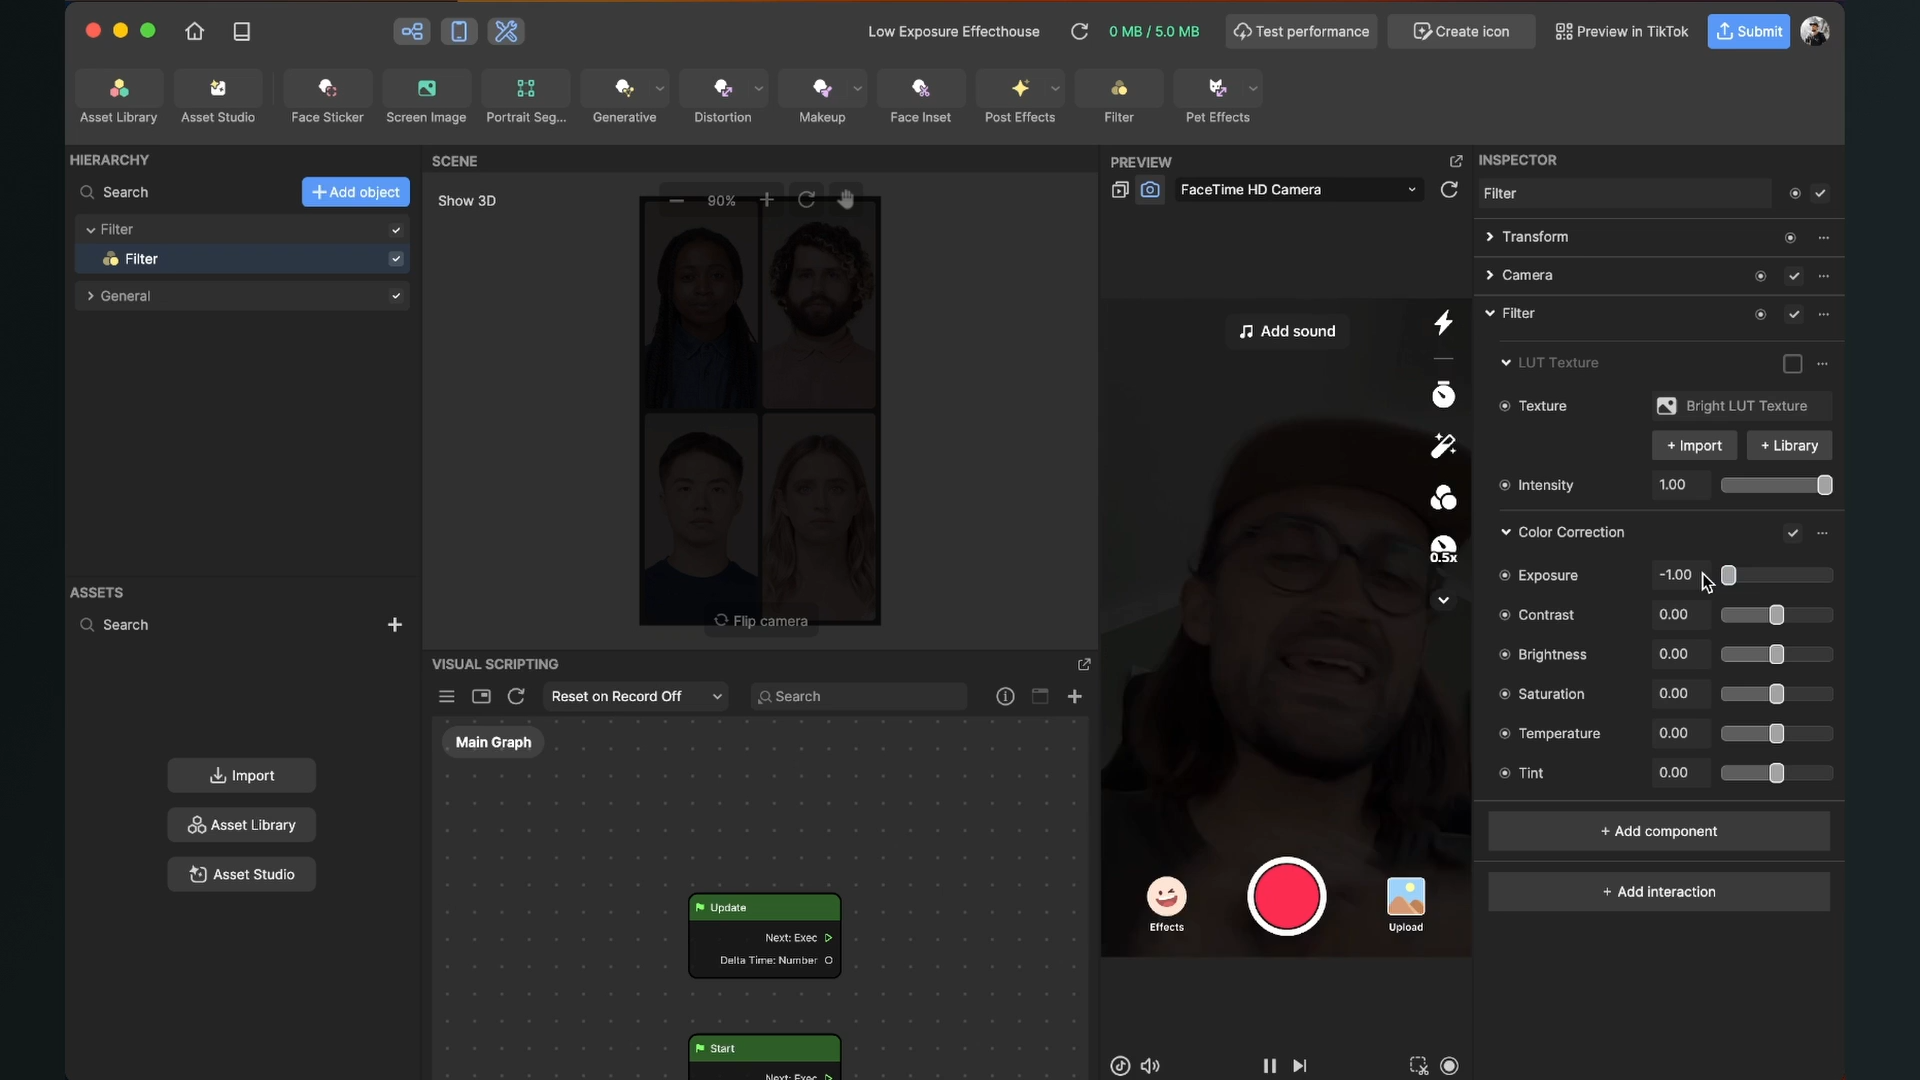 Low Exposure Effecthouse
0 MB / 5.0 MB
Test performance
Create icon
Preview in TikTok
Submit
Asset Library
Asset Studio
Face Sticker
Screen Image
Portrait Seg...
Generative
Distortion
Makeup
Face Inset
Post Effects
Filter
Pet Effects
HIERARCHY
Search
Add object
Filter
Filter
General
ASSETS
Search
Import
Asset Library
Asset Studio
SCENE
Show 3D
90%
Flip camera
VISUAL SCRIPTING
Reset on Record Off
Search
Main Graph
Update
Next: Exec
Delta Time: Number
Start
Next: Exec
PREVIEW
FaceTime HD Camera
Add sound
0.5x
Effects
Upload
INSPECTOR
Filter
Transform
Camera
Filter
LUT Texture
Texture
Bright LUT Texture
+ Import
+ Library
Intensity 1.00
Color Correction
Exposure -1.00
Contrast 0.00
Brightness 0.00
Saturation 0.00
Temperature 0.00
Tint 0.00
+ Add component
+ Add interaction